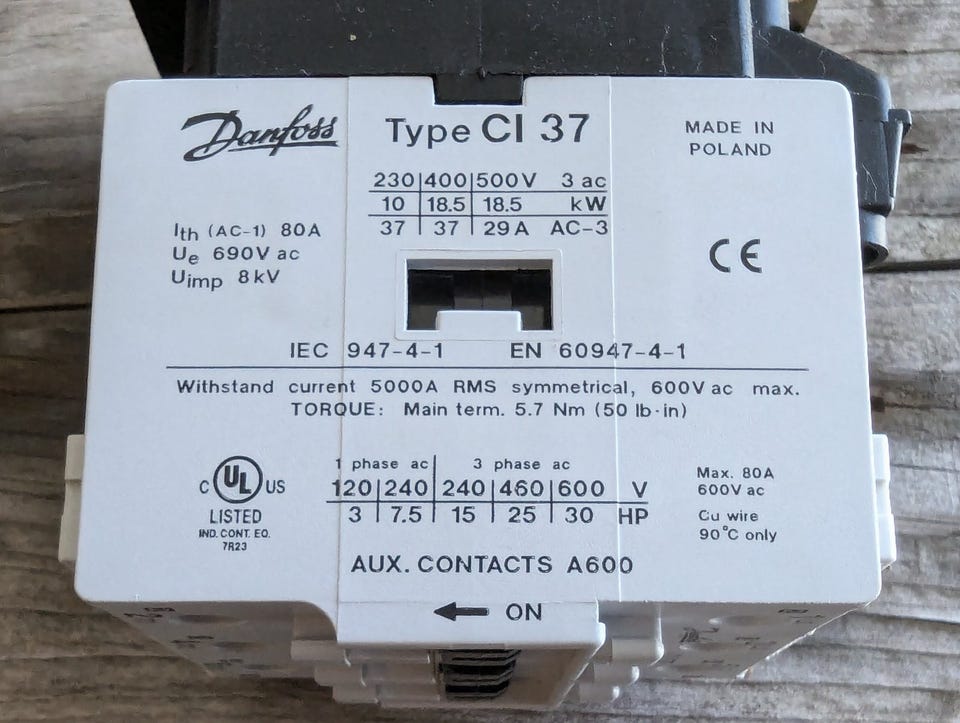 Danfoss
Type CI 37
MADE IN
POLAND
230|400|500V 3 ac
10 | 18.5 | 18.5 kW
37 | 37 | 29A AC-3
Ith (AC-1) 80A
Ue 690V ac
Uimp 8kV
CE
IEC 947-4-1 EN 60947-4-1
Withstand current 5000A RMS symmetrical, 600V ac max.
TORQUE: Main term. 5.7 Nm (50 lb·in)
C UL US
LISTED
IND. CONT. EQ.
7R23
1 phase ac | 3 phase ac
120|240|240|460|600 V
3 | 7.5 | 15 | 25 | 30 HP
Max. 80A
600V ac
Cu wire
90°C only
AUX. CONTACTS A600
← ON